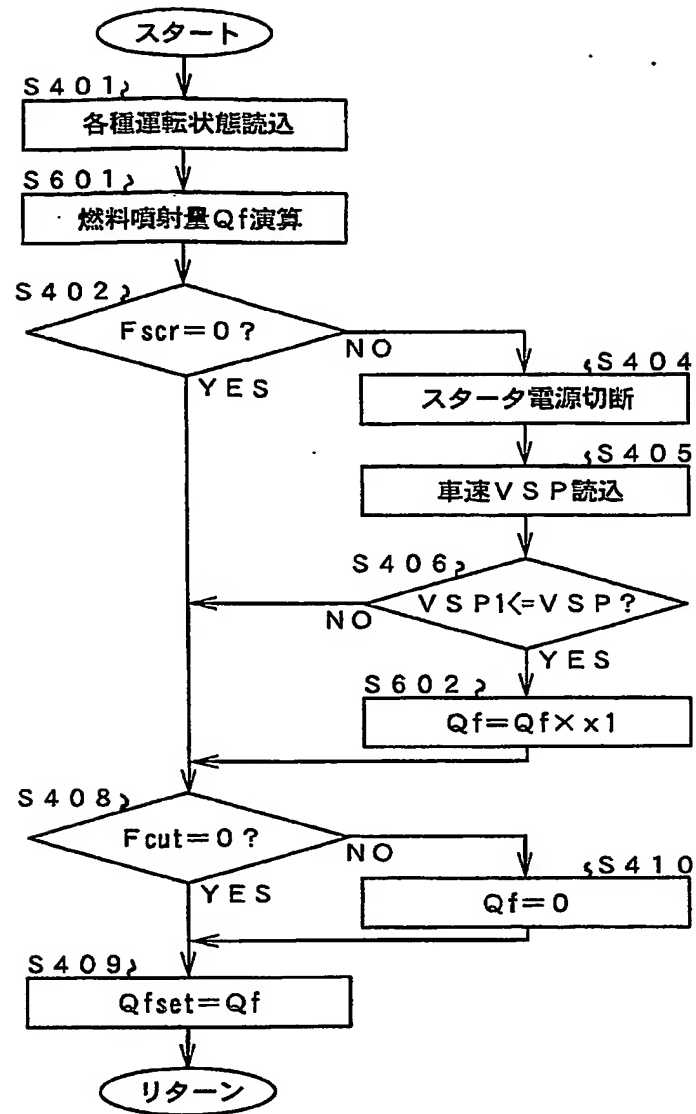 スタート
S401
各種運転状態読込
S601
燃料噴射量Qf演算
S402
Fscr=0?
NO
YES
S404
スタータ電源切断
S405
車速VSP読込
S406
VSP1<=VSP?
NO
YES
S602
Qf=Qf×x1
S408
Fcut=0?
NO
YES
S410
Qf=0
S409
Qfset=Qf
リターン